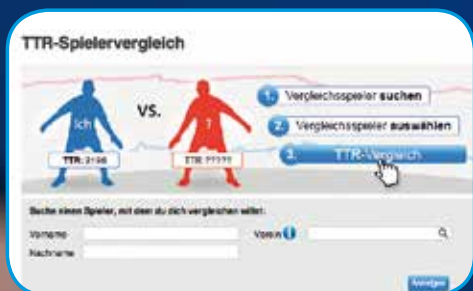 TTR-Spielervergleich
Ich
VS.
?
TTR:
TTR: ?????
1. Vergleichsspieler suchen
2. Vergleichsspieler auswählen
3. TTR-Vergleich
Suche einen Spieler, mit dem du dich vergleichen willst:
Vorname
Verein i
Nachname
Anzeigen